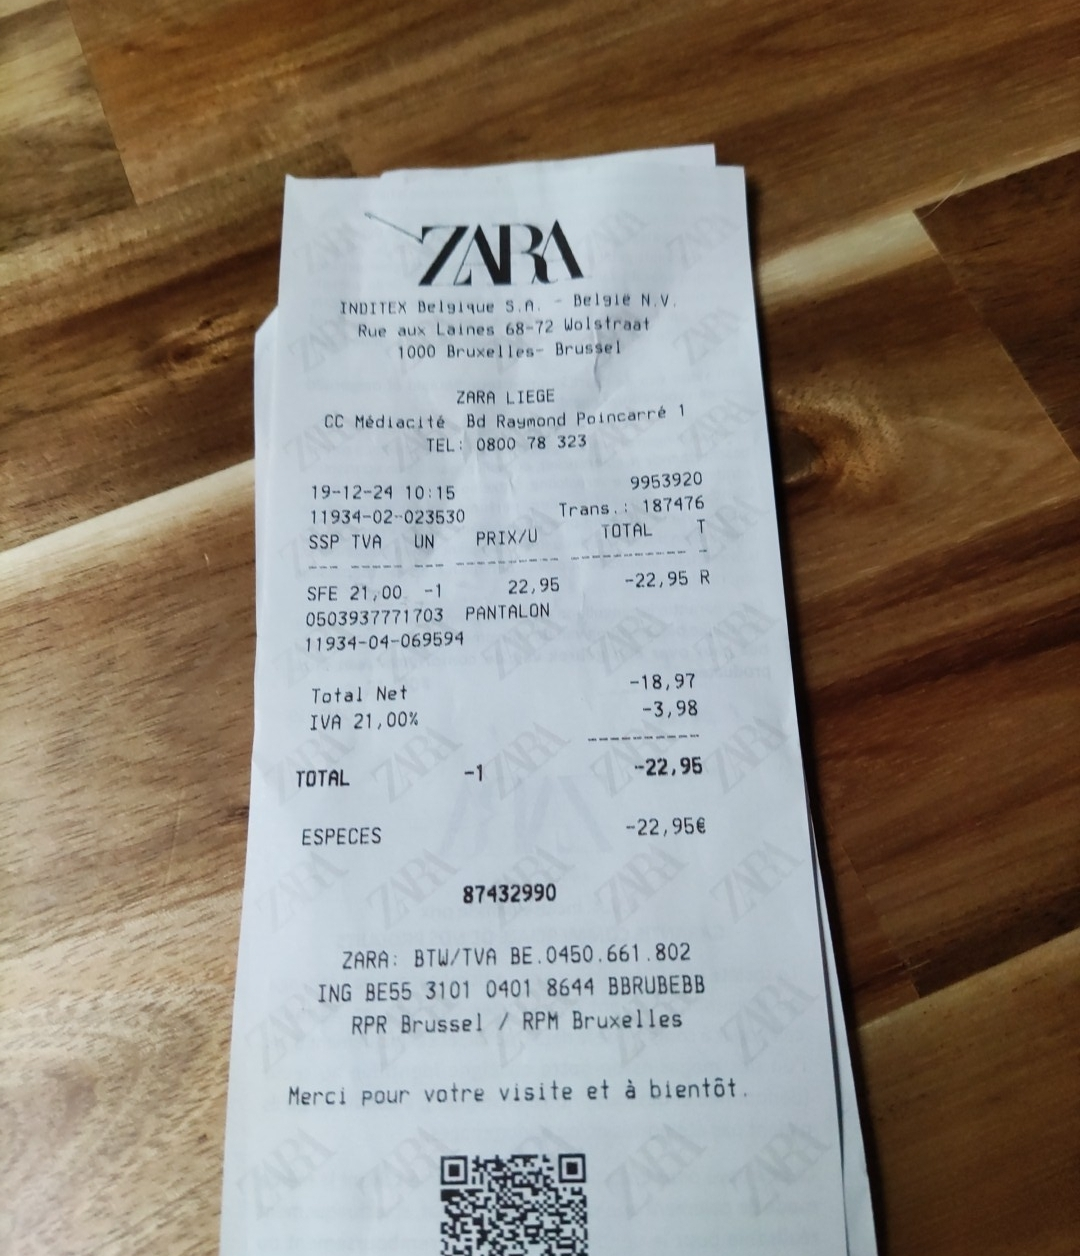 ZARA
INDITEX Belgique S.A. - België N.V.
Rue aux Laines 68-72 Wolstraat
1000 Bruxelles- Brussel
ZARA LIEGE
CC Médiacité Bd Raymond Poincarré 1
TEL: 0800 78 323
19-12-24 10:15 9953920
11934-02-023530 Trans.: 187476
SSP TVA UN PRIX/U TOTAL T
SFE 21,00 -1 22,95 -22,95 R
0503937771703 PANTALON
11934-04-069594
Total Net -18,97
IVA 21,00% -3,98
TOTAL -1 -22,95
ESPECES -22,95€
87432990
ZARA: BTW/TVA BE.0450.661.802
ING BE55 3101 0401 8644 BBRUBEBB
RPR Brussel / RPM Bruxelles
Merci pour votre visite et à bientôt.